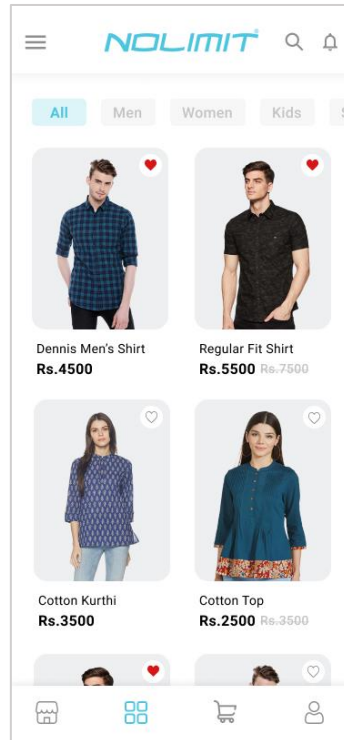 NOLIMIT
All Men Women Kids
Dennis Men's Shirt Regular Fit Shirt
Rs.4500 Rs.5500 Rs.7500
Cotton Kurthi Cotton Top
Rs.3500 Rs.2500 Rs.3500